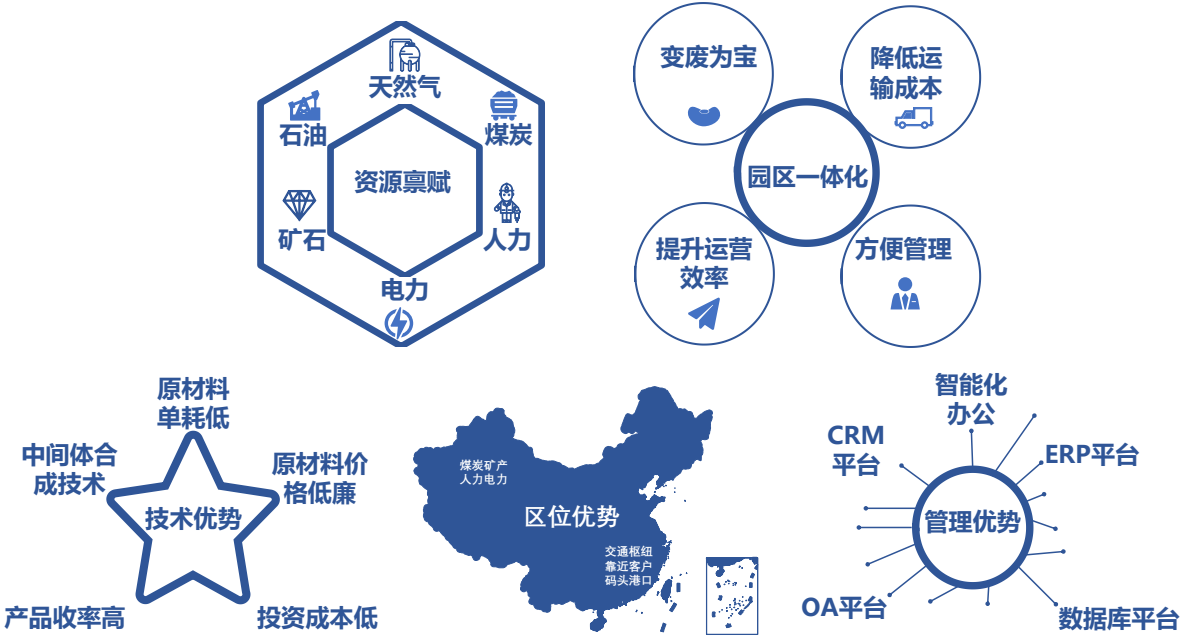 天然气
石油
煤炭
资源禀赋
矿石
人力
电力
变废为宝
降低运
输成本
园区一体化
提升运营
效率
方便管理
原材料
单耗低
中间体合
成技术
原材料价
格低廉
技术优势
产品收率高
投资成本低
煤炭矿产
人力电力
区位优势
交通枢纽
靠近客户
码头港口
智能化
办公
CRM
平台
ERP平台
管理优势
OA平台
数据库平台